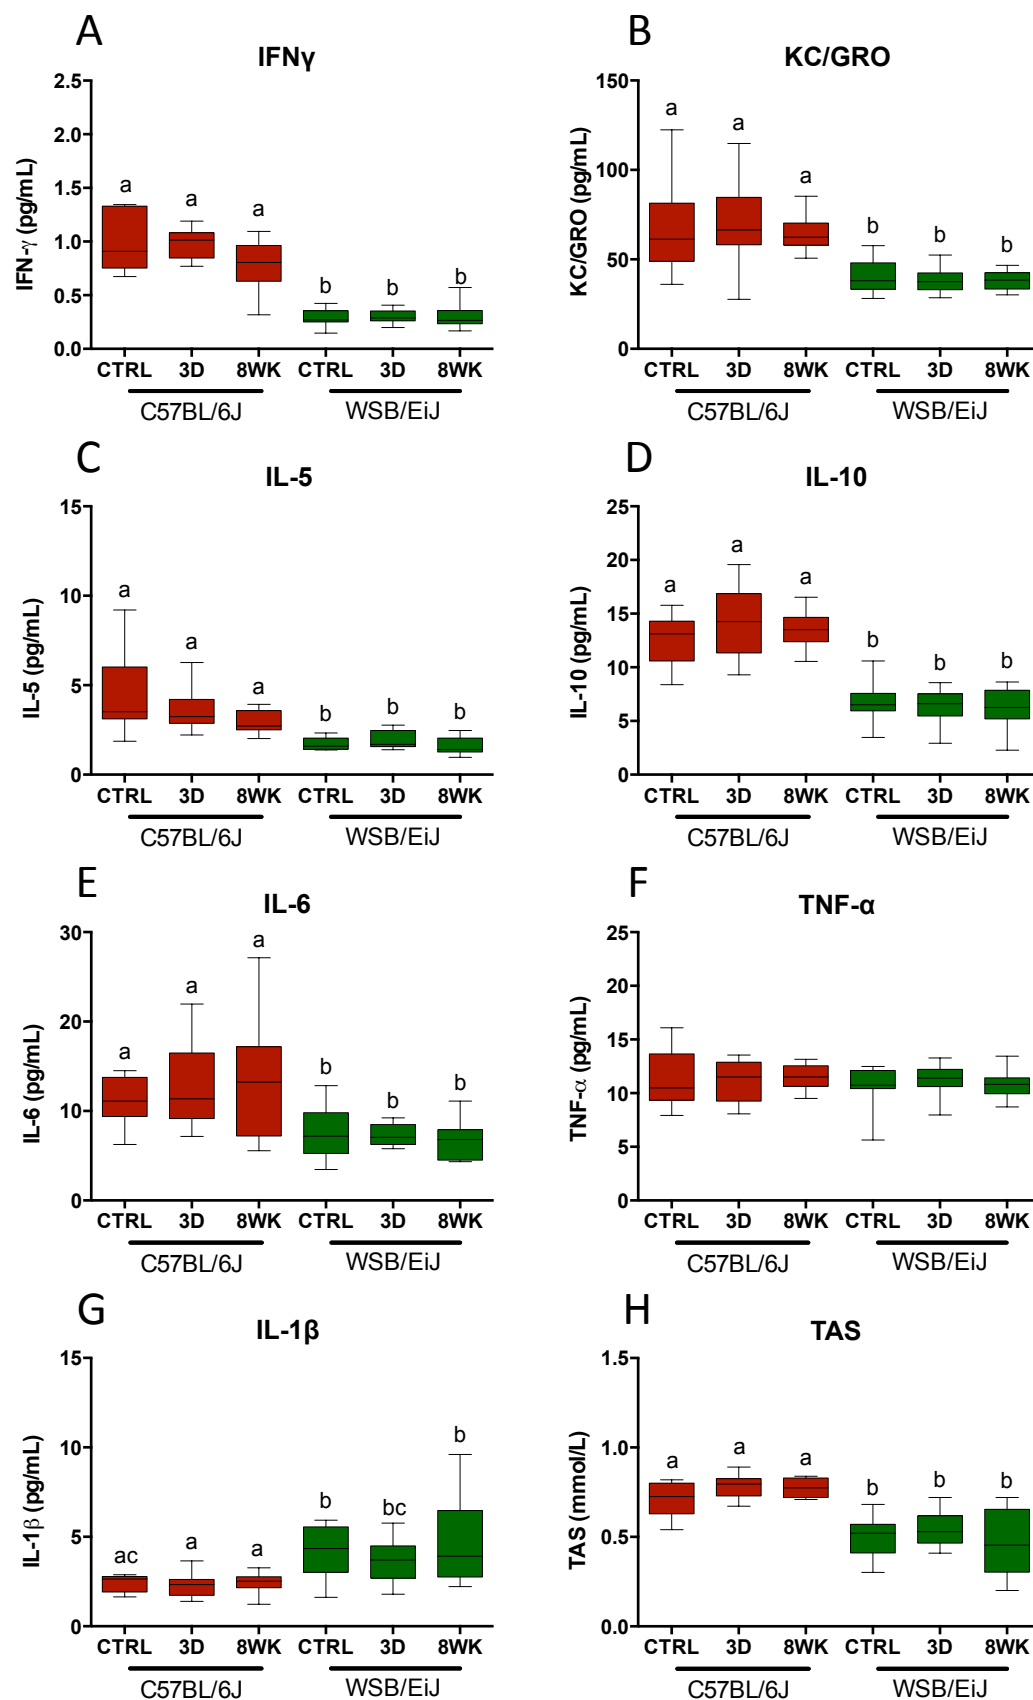 A
IFNγ
IFN-γ (pg/mL)
2.5
2.0
1.5
1.0
0.5
0.0
a a a b b b
CTRL 3D 8WK CTRL 3D 8WK
C57BL/6J WSB/EiJ
B
KC/GRO
KC/GRO (pg/mL)
150
100
50
0
a a a b b b
CTRL 3D 8WK CTRL 3D 8WK
C57BL/6J WSB/EiJ
C
IL-5
IL-5 (pg/mL)
15
10
5
0
a a a b b b
CTRL 3D 8WK CTRL 3D 8WK
C57BL/6J WSB/EiJ
D
IL-10
IL-10 (pg/mL)
25
20
15
10
5
0
a a a b b b
CTRL 3D 8WK CTRL 3D 8WK
C57BL/6J WSB/EiJ
E
IL-6
IL-6 (pg/mL)
30
20
10
0
a a a b b b
CTRL 3D 8WK CTRL 3D 8WK
C57BL/6J WSB/EiJ
F
TNF-α
TNF-α (pg/mL)
25
20
15
10
5
0
CTRL 3D 8WK CTRL 3D 8WK
C57BL/6J WSB/EiJ
G
IL-1β
IL-1β (pg/mL)
15
10
5
0
ac a a b bc b
CTRL 3D 8WK CTRL 3D 8WK
C57BL/6J WSB/EiJ
H
TAS
TAS (mmol/L)
1.5
1.0
0.5
0.0
a a a b b b
CTRL 3D 8WK CTRL 3D 8WK
C57BL/6J WSB/EiJ